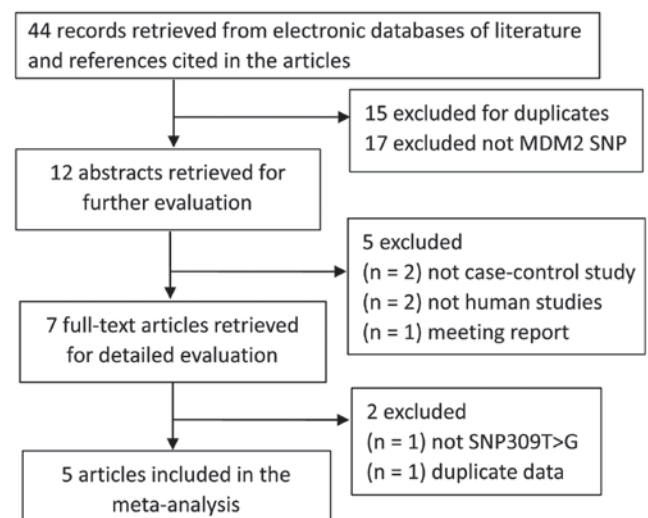 44 records retrieved from electronic databases of literature
and references cited in the articles
15 excluded for duplicates
17 excluded not MDM2 SNP
12 abstracts retrieved for
further evaluation
5 excluded
(n = 2) not case-control study
(n = 2) not human studies
(n = 1) meeting report
7 full-text articles retrieved
for detailed evaluation
2 excluded
(n = 1) not SNP309T>G
(n = 1) duplicate data
5 articles included in the
meta-analysis